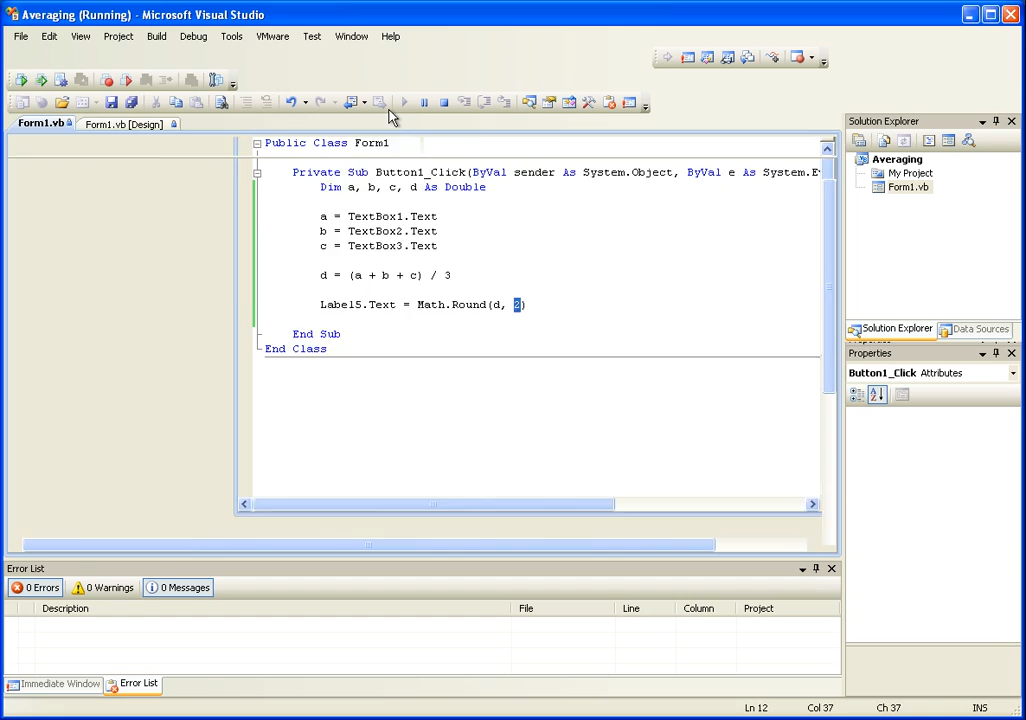 Averaging (Running) - Microsoft Visual Studio
File Edit View Project Build Debug Tools VMware Test Window Help
Form1.vb Form1.vb [Design]
Public Class Form1
Private Sub Button1_Click(ByVal sender As System.Object, ByVal e As System.Ev
Dim a, b, c, d As Double
a = TextBox1.Text
b = TextBox2.Text
c = TextBox3.Text
d = (a + b + c) / 3
Label5.Text = Math.Round(d, 2)
End Sub
End Class
Solution Explorer
Averaging
My Project
Form1.vb
Solution Explorer Data Sources
Properties
Button1_Click Attributes
Error List
0 Errors 0 Warnings 0 Messages
Description File Line Column Project
Immediate Window Error List
Ln 12 Col 37 Ch 37 INS